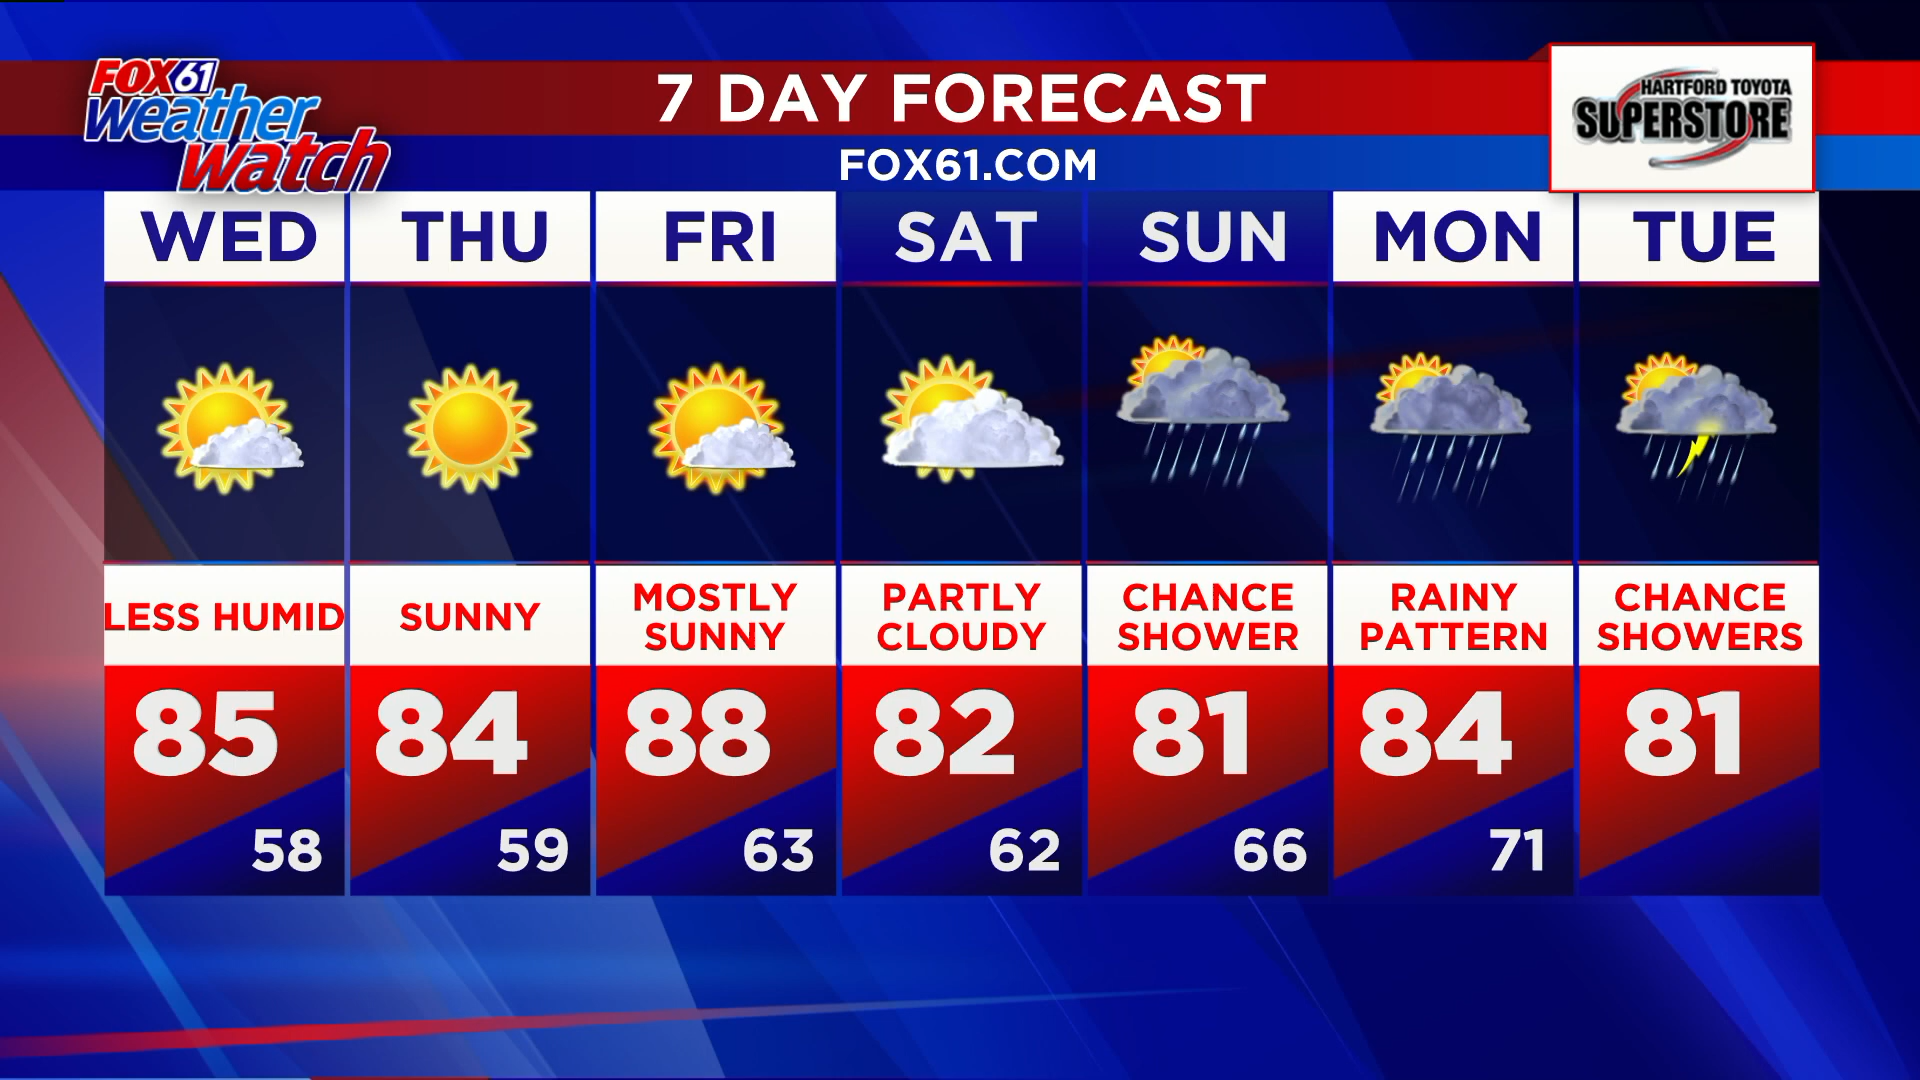 FOX61
weather
watch
7 DAY FORECAST
HARTFORD TOYOTA
SUPERSTORE
FOX61.COM
WED THU FRI SAT SUN MON TUE
LESS HUMID
SUNNY
MOSTLY
SUNNY
PARTLY
CLOUDY
CHANCE
SHOWER
RAINY
PATTERN
CHANCE
SHOWERS
85 84 88 82 81 84 81
58 59 63 62 66 71